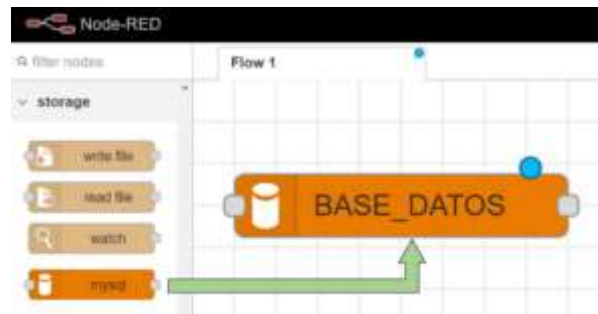 Node-RED
filter nodes
Flow 1
storage
write file
read file
watch
mysql
BASE_DATOS